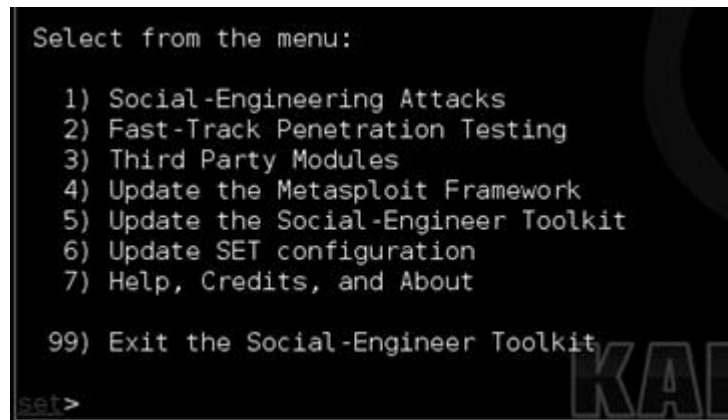 Select from the menu:
1) Social-Engineering Attacks
2) Fast-Track Penetration Testing
3) Third Party Modules
4) Update the Metasploit Framework
5) Update the Social-Engineer Toolkit
6) Update SET configuration
7) Help, Credits, and About
99) Exit the Social-Engineer Toolkit
KA
set>